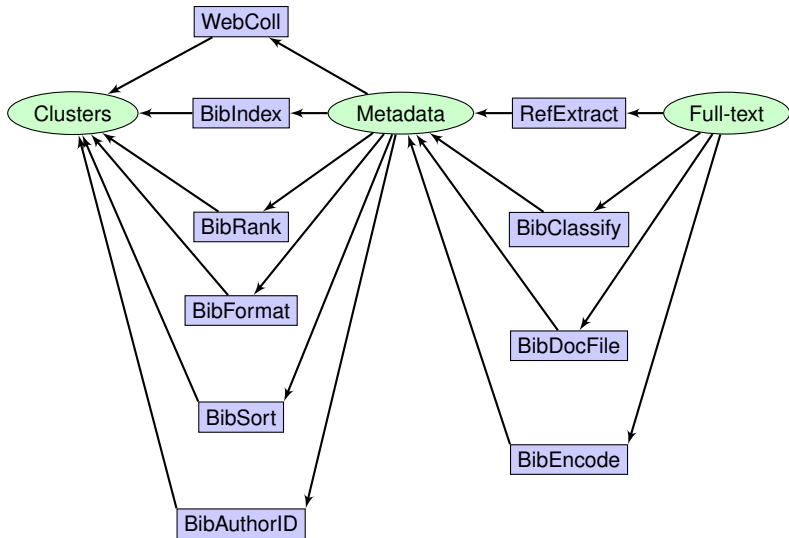 WebColl
Clusters
BibIndex
Metadata
RefExtract
Full-text
BibRank
BibClassify
BibFormat
BibDocFile
BibSort
BibEncode
BibAuthorID